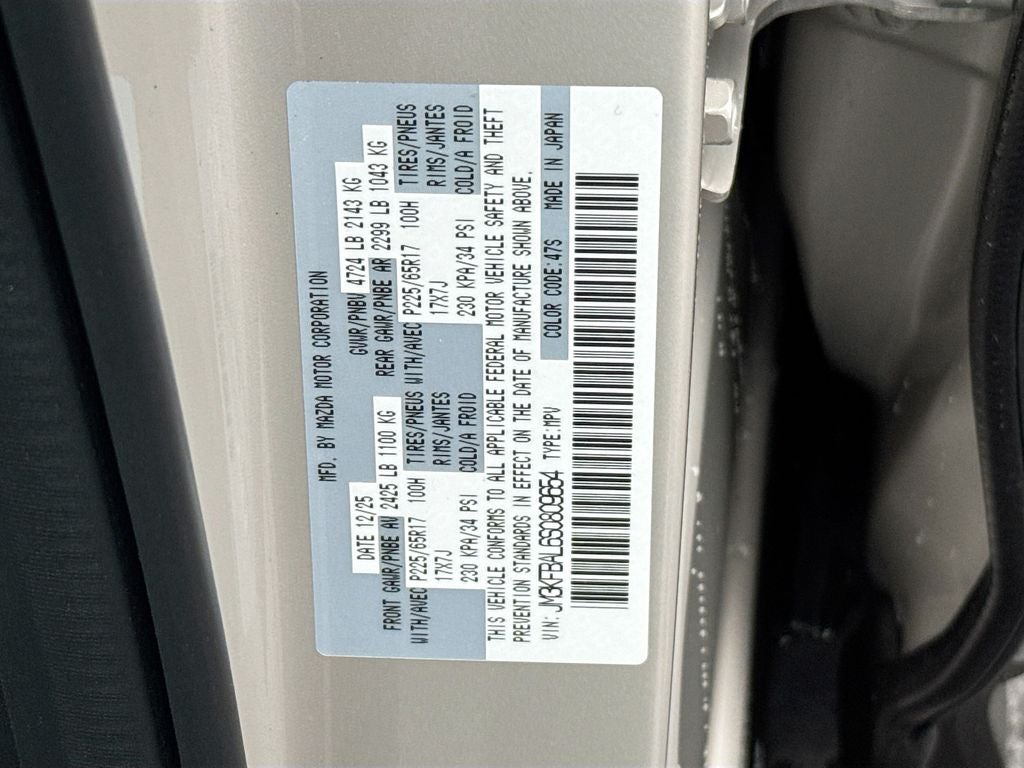 MFD. BY MAZDA MOTOR CORPORATION
DATE 12/25 GVWR/PNBV 4724 LB 2143 KG
FRONT GAWR/PNBE AV 2425 LB 1100 KG REAR GAWR/PNBE AR 2299 LB 1043 KG
WITH/AVEC P225/65R17 100H TIRES/PNEUS WITH/AVEC P225/65R17 100H TIRES/PNEUS
17X7J RIMS/JANTES 17X7J RIMS/JANTES
230 KPA/34 PSI COLD/A FROID 230 KPA/34 PSI COLD/A FROID
THIS VEHICLE CONFORMS TO ALL APPLICABLE FEDERAL MOTOR VEHICLE SAFETY AND THEFT
PREVENTION STANDARDS IN EFFECT ON THE DATE OF MANUFACTURE SHOWN ABOVE.
VIN: JM3KFBAL6S0809654 TYPE:MPV COLOR CODE:47S MADE IN JAPAN